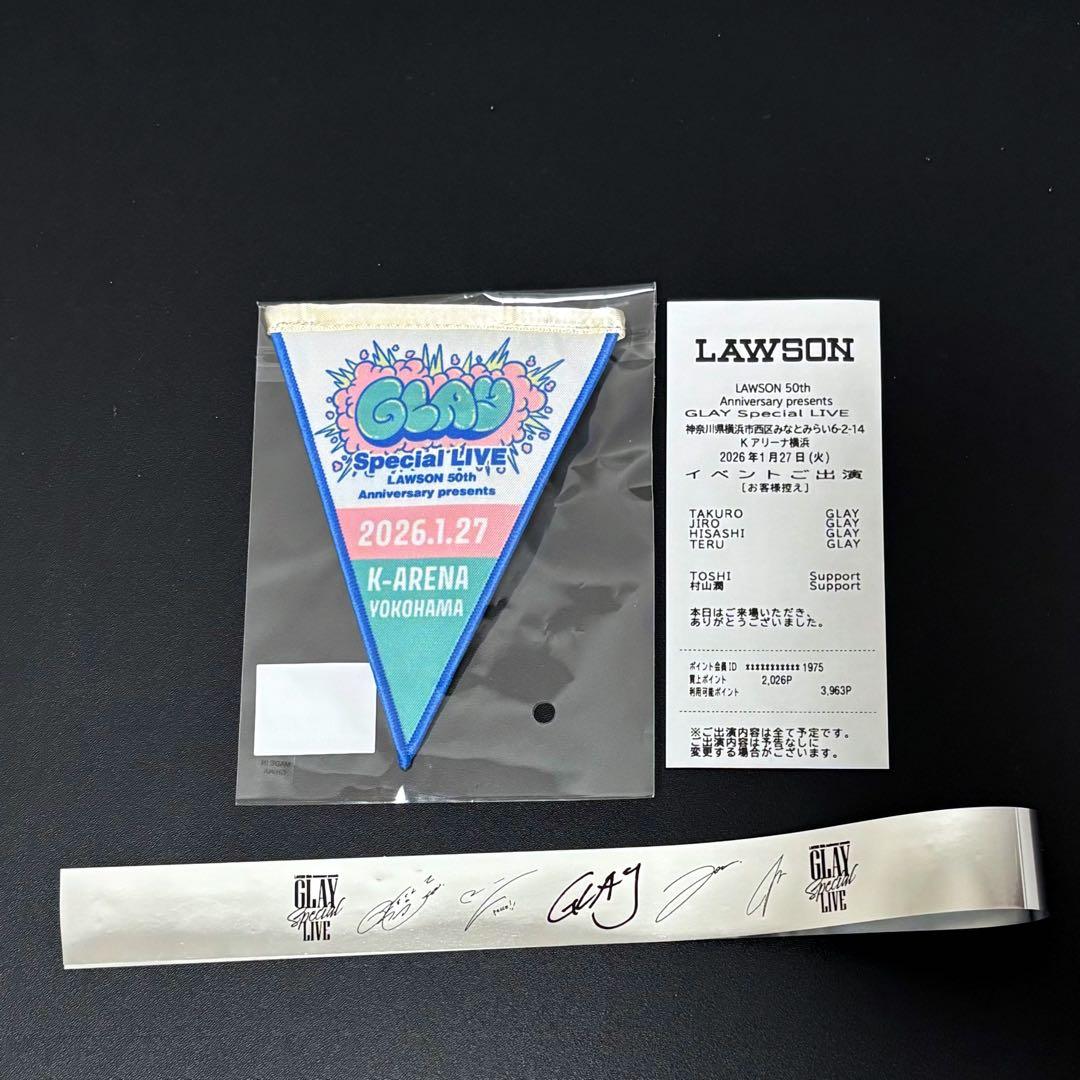 GLAY
Special LIVE
LAWSON 50th
Anniversary presents
2026.1.27
K-ARENA
YOKOHAMA
MADE IN
CHINA
LAWSON
LAWSON 50th
Anniversary presents
GLAY Special LIVE
神奈川県横浜市西区みなとみらい6-2-14
Kアリーナ横浜
2026年1月27日(火)
イベントご出演
[お客様控え]
TAKURO GLAY
JIRO GLAY
HISASHI GLAY
TERU GLAY
TOSHI Support
村山潤 Support
本日はご来場いただき、
ありがとうございました。
ポイント会員ID ***********1975
買上ポイント 2,026P
利用可能ポイント 3,963P
※ご出演内容は全て予定です。
ご出演内容は予告なしに
変更する場合がございます。
GLAY
Special
LIVE
GLAY
GLAY
Special
LIVE